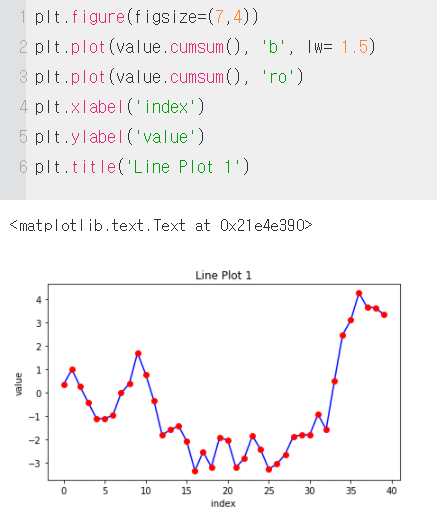 1 plt.figure(figsize=(7,4))
2 plt.plot(value.cumsum(), 'b', lw= 1.5)
3 plt.plot(value.cumsum(), 'ro')
4 plt.xlabel('index')
5 plt.ylabel('value')
6 plt.title('Line Plot 1')
<matplotlib.text.Text at 0x21e4e390>
Line Plot 1
4
3
2
1
0
−1
−2
−3
value
0 5 10 15 20 25 30 35 40
index